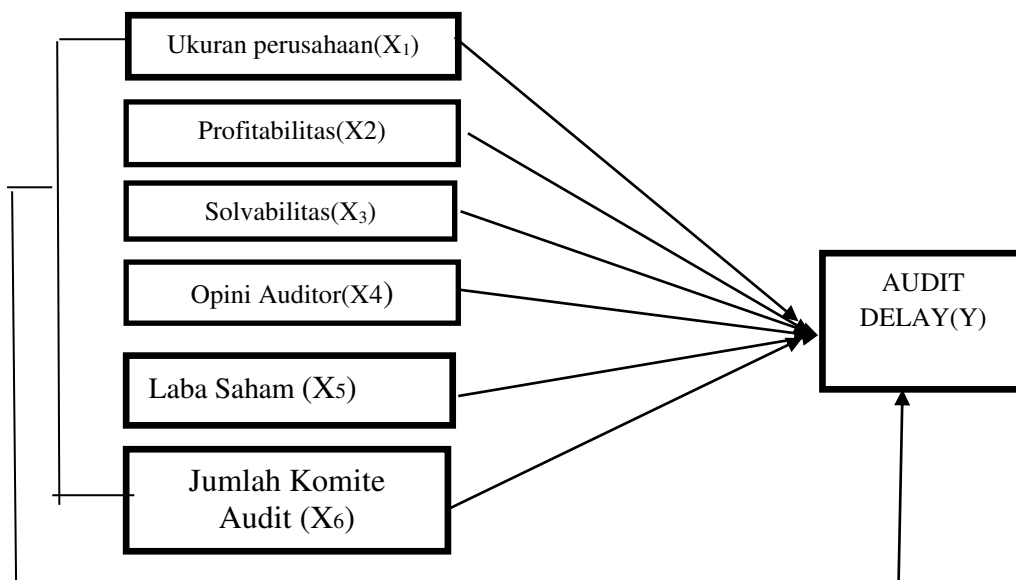 Ukuran perusahaan(X₁)
Profitabilitas(X2)
Solvabilitas(X₃)
Opini Auditor(X4)
Laba Saham (X₅)
Jumlah Komite
Audit (X₆)
AUDIT
DELAY(Y)